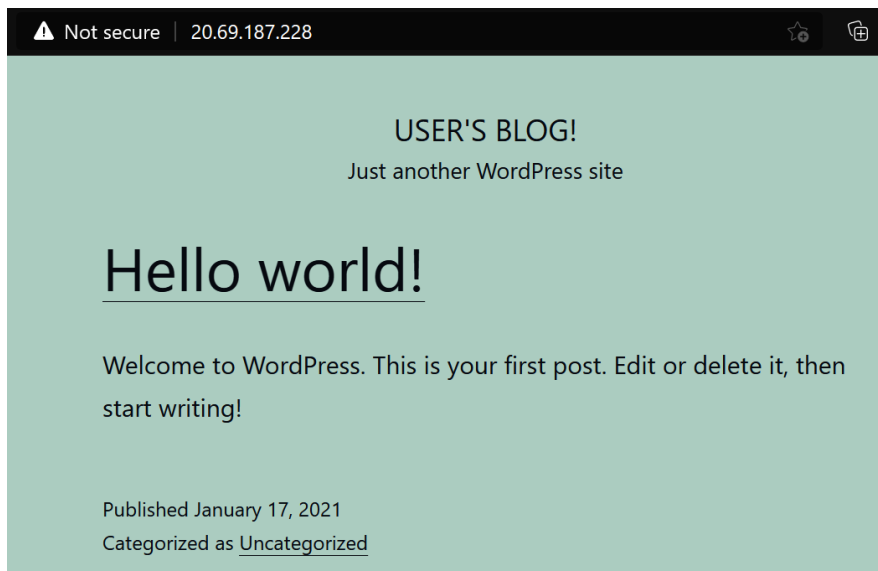 Not secure | 20.69.187.228
USER'S BLOG!
Just another WordPress site
Hello world!
Welcome to WordPress. This is your first post. Edit or delete it, then
start writing!
Published January 17, 2021
Categorized as Uncategorized